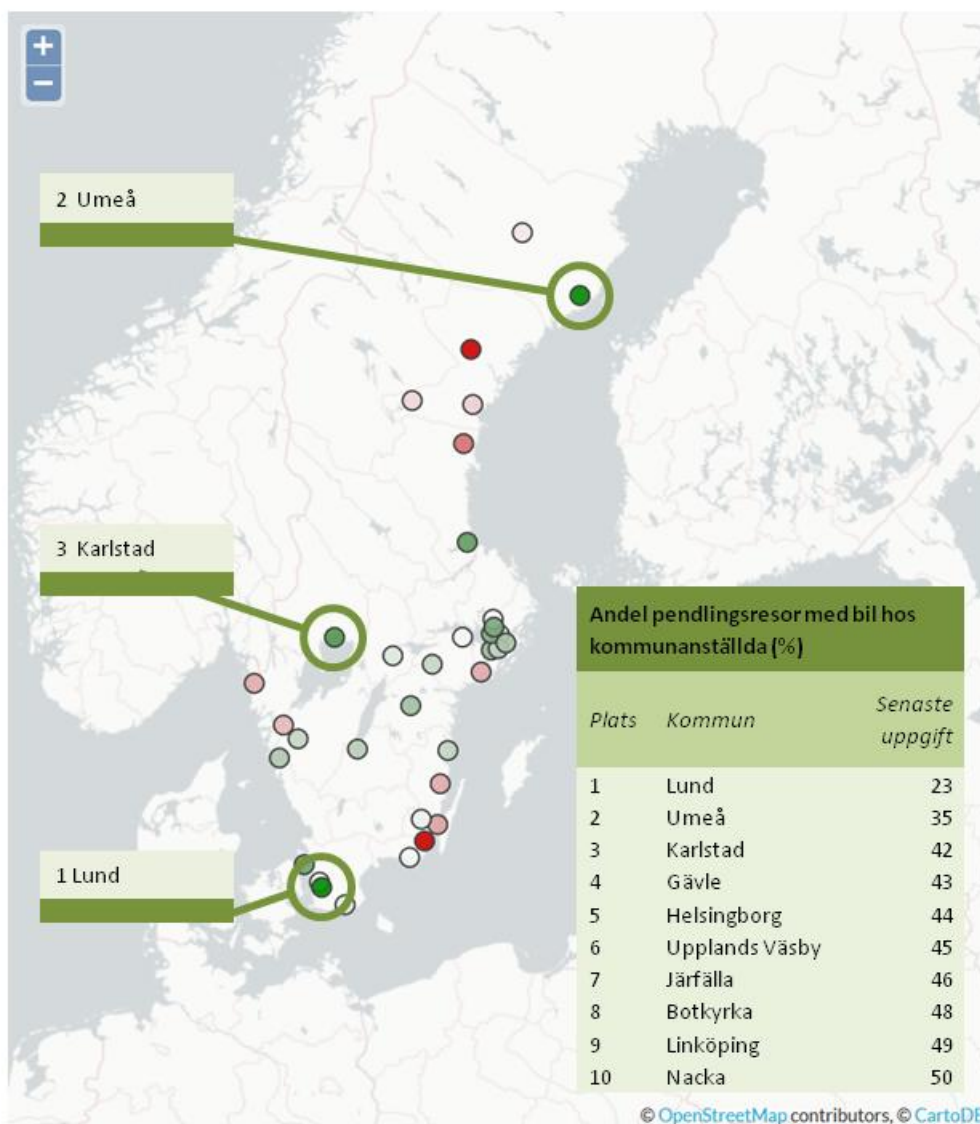 +
−
2 Umeå
3 Karlstad
1 Lund
Andel pendlingsresor med bil hos
kommunanställda (%)
Plats Kommun Senaste
uppgift
1 Lund 23
2 Umeå 35
3 Karlstad 42
4 Gävle 43
5 Helsingborg 44
6 Upplands Väsby 45
7 Järfälla 46
8 Botkyrka 48
9 Linköping 49
10 Nacka 50
© OpenStreetMap contributors, © CartoDB